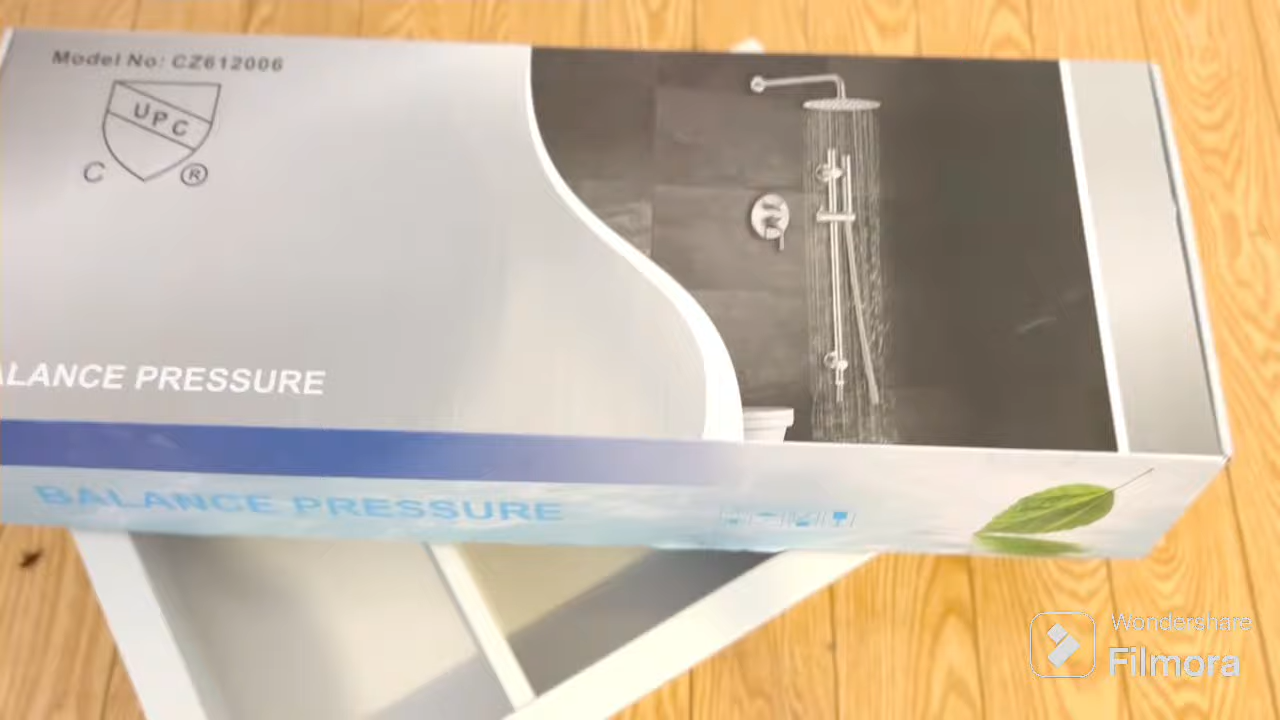 Model No: CZ612006
UPC
C ®
ALANCE PRESSURE
BALANCE PRESSURE
Wondershare
Filmora